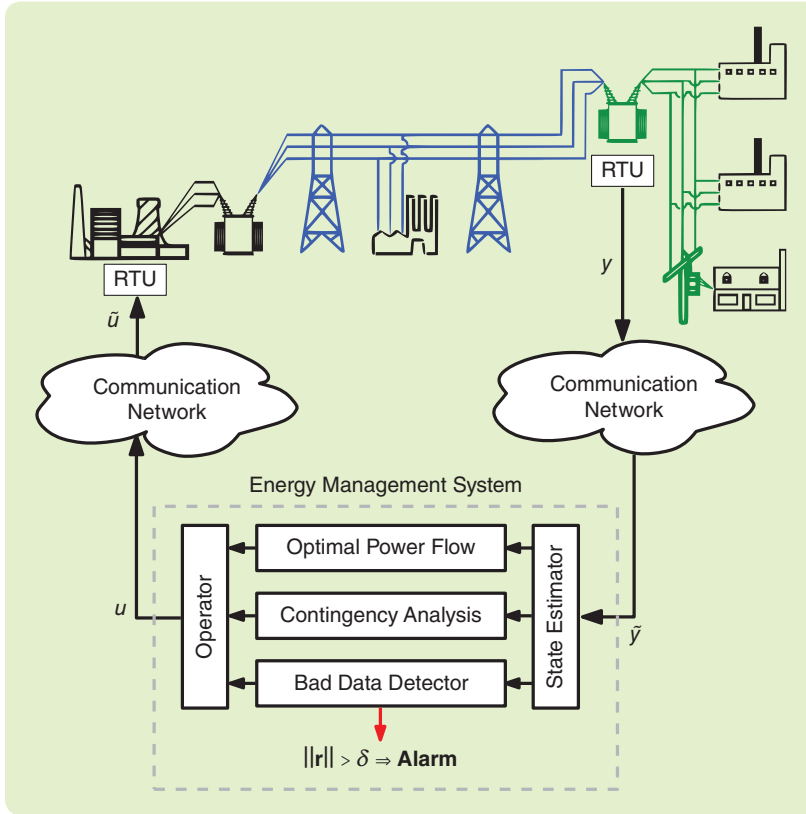 RTU
y
RTU
ũ
Communication
Network
Communication
Network
Energy Management System
Optimal Power Flow
Contingency Analysis
Bad Data Detector
Operator
State Estimator
u
ỹ
||r|| > δ ⇒ Alarm